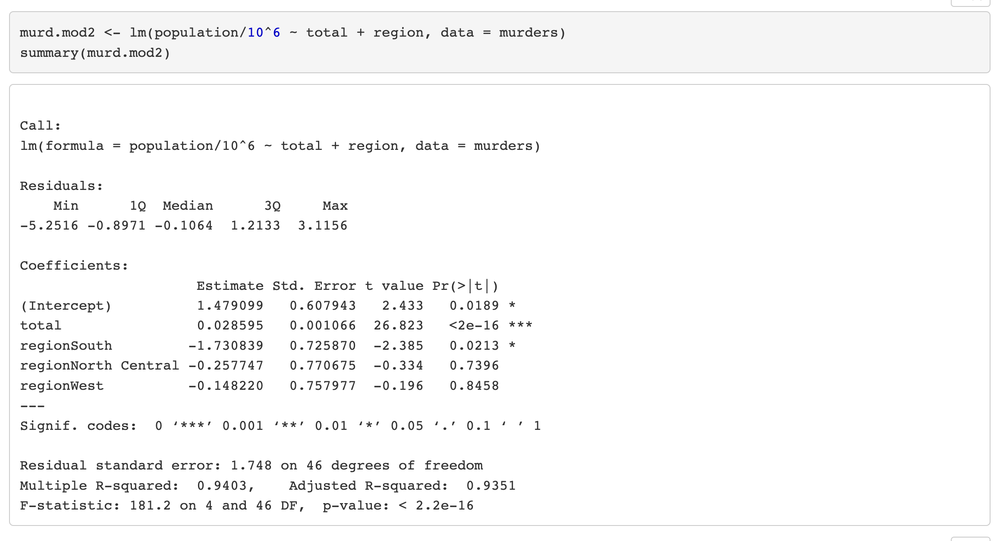 murd.mod2 <- lm(population/10^6 ~ total + region, data = murders)
summary(murd.mod2)
Call:
lm(formula = population/10^6 ~ total + region, data = murders)
Residuals:
    Min      1Q  Median      3Q     Max
-5.2516 -0.8971 -0.1064  1.2133  3.1156
Coefficients:
                     Estimate Std. Error t value Pr(>|t|)
(Intercept)          1.479099   0.607943   2.433   0.0189 *
total                0.028595   0.001066  26.823   <2e-16 ***
regionSouth         -1.730839   0.725870  -2.385   0.0213 *
regionNorth Central -0.257747   0.770675  -0.334   0.7396
regionWest          -0.148220   0.757977  -0.196   0.8458
---
Signif. codes:  0 ‘***’ 0.001 ‘**’ 0.01 ‘*’ 0.05 ‘.’ 0.1 ‘ ’ 1
Residual standard error: 1.748 on 46 degrees of freedom
Multiple R-squared:  0.9403,    Adjusted R-squared:  0.9351
F-statistic: 181.2 on 4 and 46 DF,  p-value: < 2.2e-16